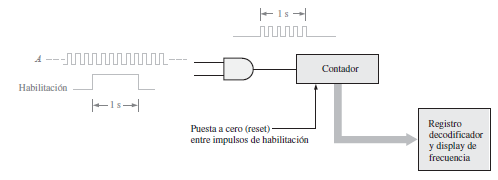 1 s
A
Habilitación
1 s
Contador
Puesta a cero (reset)
entre impulsos de habilitación
Registro
decodificador
y display de
frecuencia